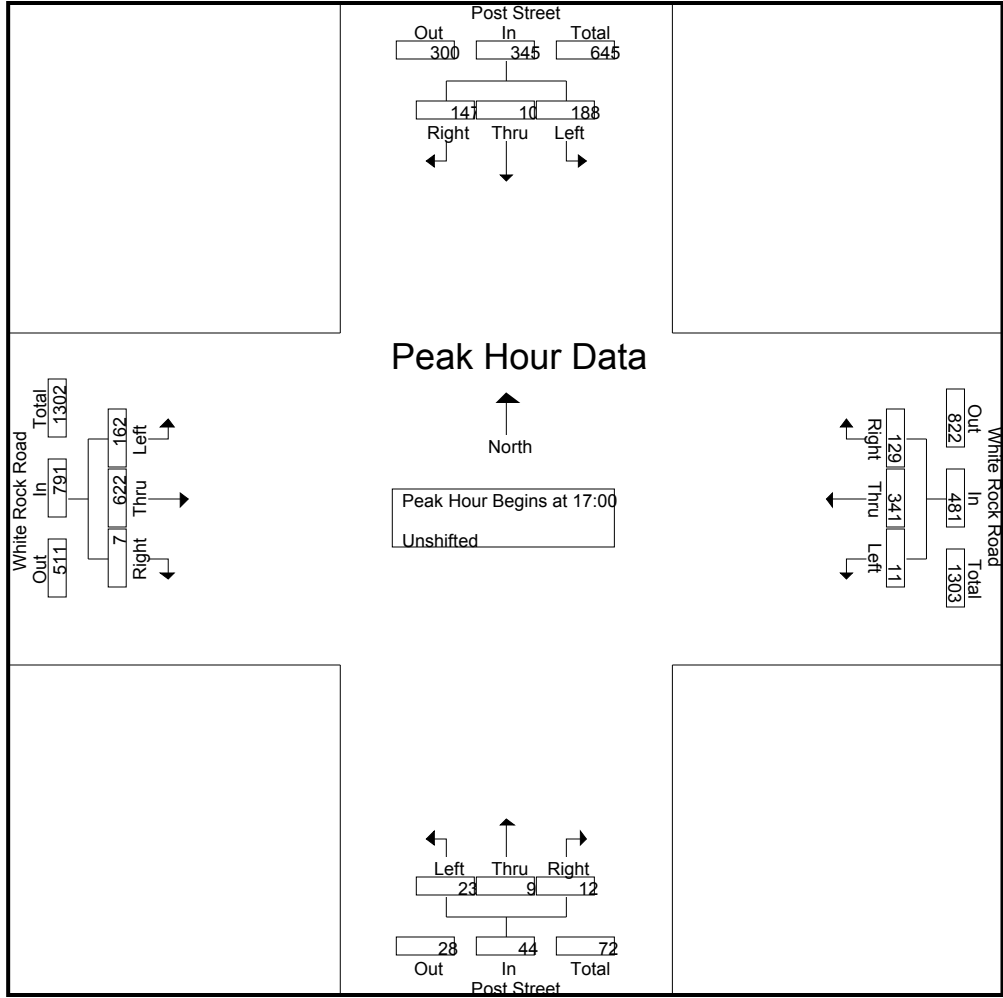 Post Street
Out In Total
300 345 645
147 10 188
Right Thru Left
Peak Hour Data
North
Peak Hour Begins at 17:00
Unshifted
White Rock Road
Total In Out
1302 791 511
162 622 7
Left Thru Right
White Rock Road
Out In Total
822 481 1303
129 341 11
Right Thru Left
Left Thru Right
23 9 12
28 44 72
Out In Total
Post Street